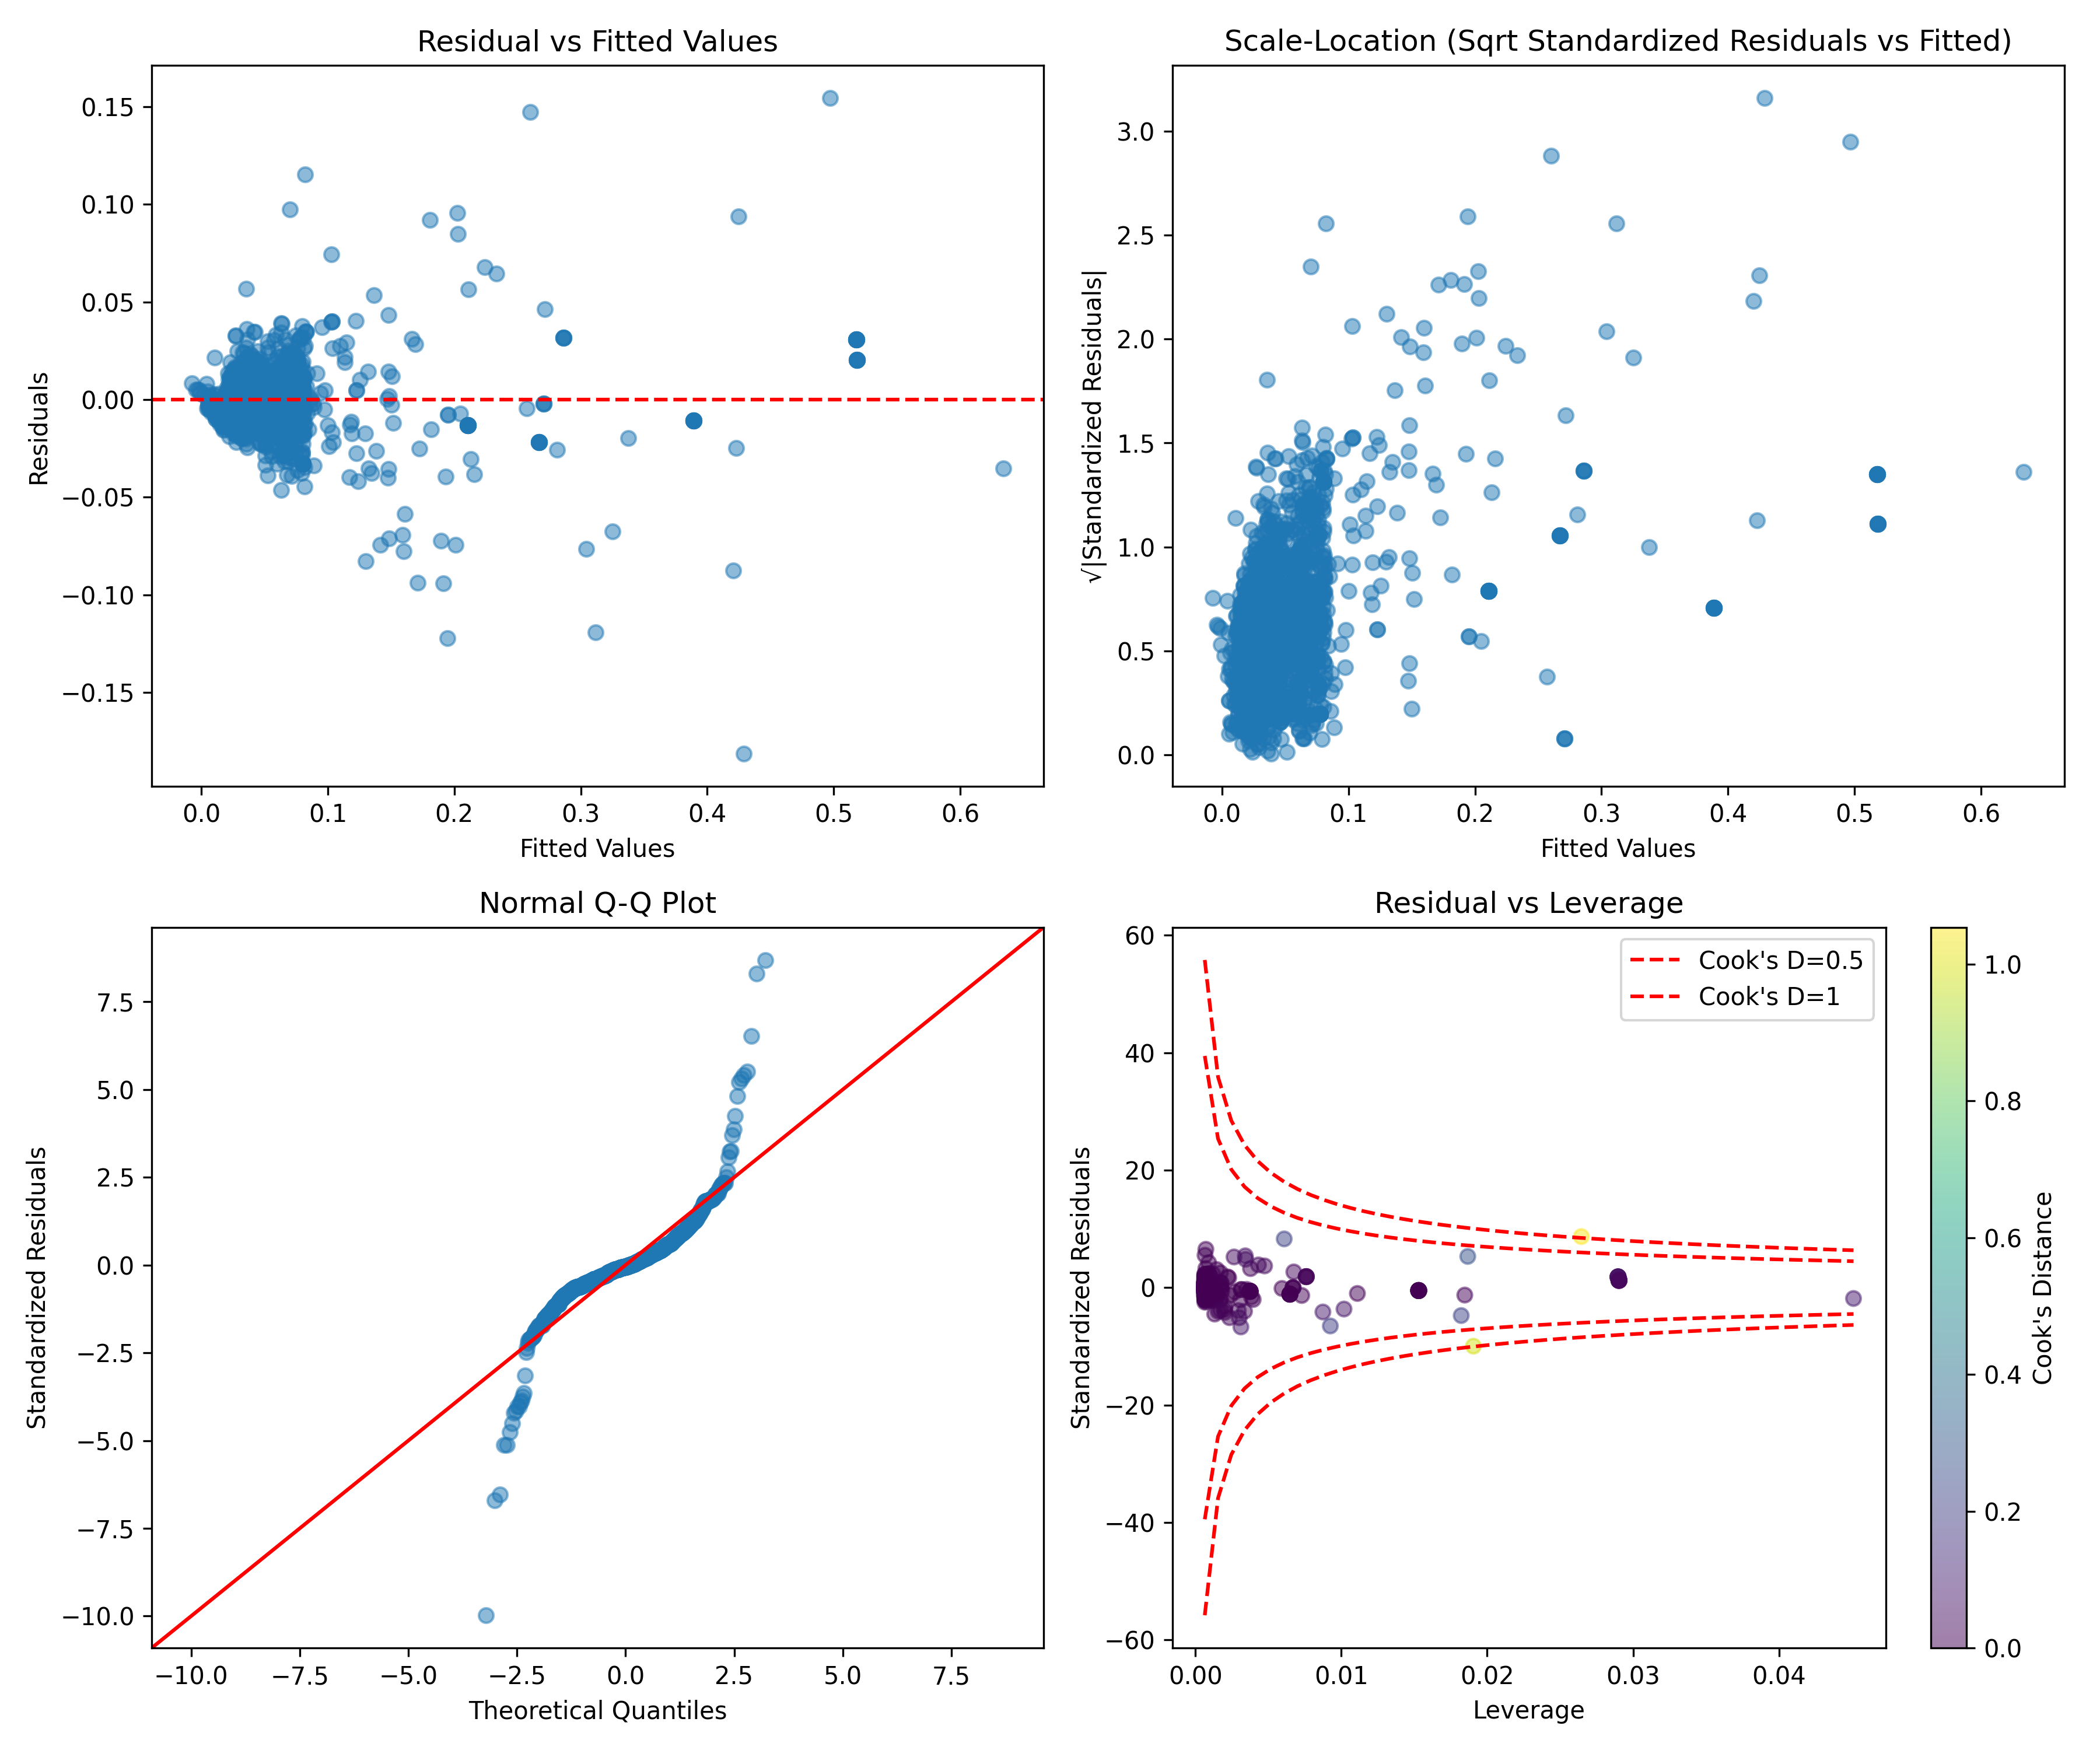 Residual vs Fitted Values
0.15
0.10
0.05
0.00
−0.05
−0.10
−0.15
Residuals
0.0 0.1 0.2 0.3 0.4 0.5 0.6
Fitted Values
Scale-Location (Sqrt Standardized Residuals vs Fitted)
3.0
2.5
2.0
1.5
1.0
0.5
0.0
√|Standardized Residuals|
0.0 0.1 0.2 0.3 0.4 0.5 0.6
Fitted Values
Normal Q-Q Plot
7.5
5.0
2.5
0.0
−2.5
−5.0
−7.5
−10.0
Standardized Residuals
−10.0 −7.5 −5.0 −2.5 0.0 2.5 5.0 7.5
Theoretical Quantiles
Residual vs Leverage
60
40
20
0
−20
−40
−60
Standardized Residuals
Cook's D=0.5
Cook's D=1
0.00 0.01 0.02 0.03 0.04
Leverage
1.0
0.8
0.6
0.4
0.2
0.0
Cook's Distance